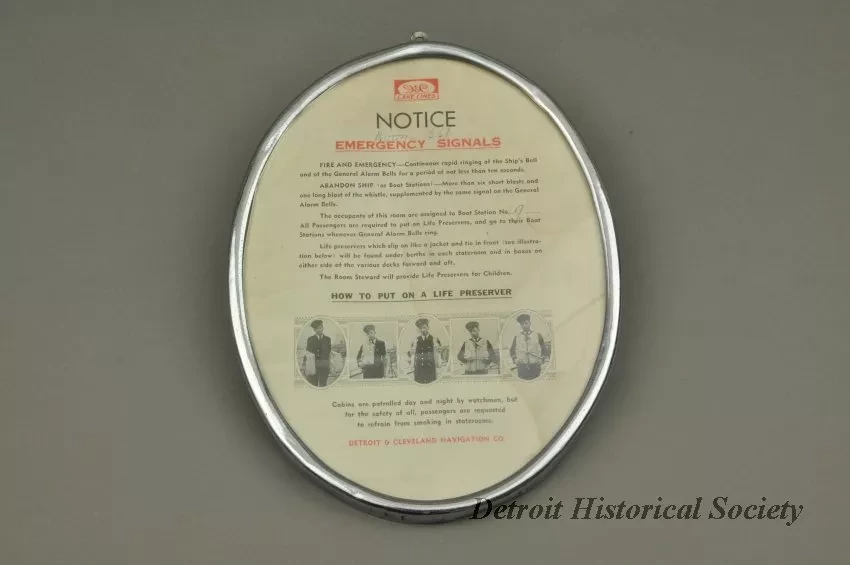 D&C
LAKE LINES
NOTICE
EMERGENCY SIGNALS
FIRE AND EMERGENCY—Continuous rapid ringing of the Ship's Bell
and of the General Alarm Bells for a period of not less than ten seconds.
ABANDON SHIP (or Boat Stations)—More than six short blasts and
one long blast of the whistle, supplemented by the same signal on the General
Alarm Bells.
The occupants of this room are assigned to Boat Station No. 9
All Passengers are required to put on Life Preservers, and go to their Boat
Stations whenever General Alarm Bells ring.
Life preservers which slip on like a jacket and tie in front (see illustra-
tion below) will be found under berths in each stateroom and in boxes on
either side of the various decks forward and aft.
The Room Steward will provide Life Preservers for Children.
HOW TO PUT ON A LIFE PRESERVER
Cabins are patrolled day and night by watchmen, but
for the safety of all, passengers are requested
to refrain from smoking in staterooms.
DETROIT & CLEVELAND NAVIGATION CO.
Detroit Historical Society